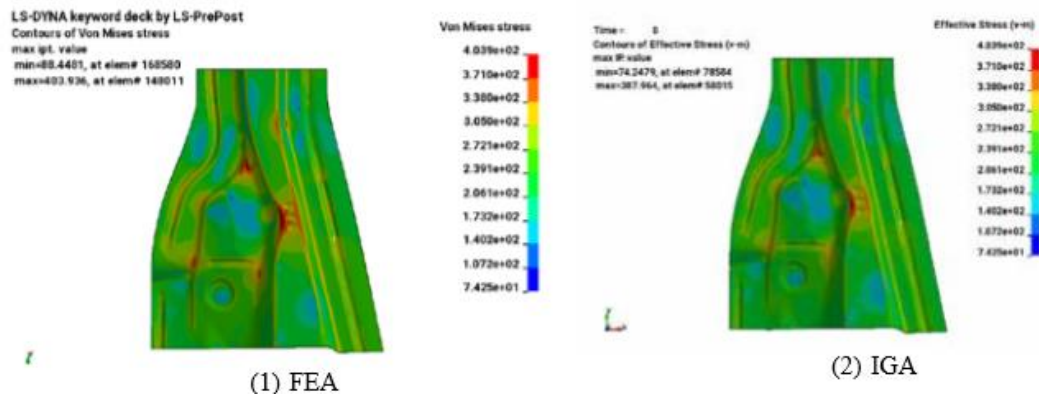 LS-DYNA keyword deck by LS-PrePost
Contours of Von Mises stress
max ipt. value
min=88.4481, at elem# 168580
max=403.936, at elem# 148011
Von Mises stress
4.039e+02
3.710e+02
3.380e+02
3.050e+02
2.721e+02
2.391e+02
2.061e+02
1.732e+02
1.402e+02
1.072e+02
7.425e+01
(1) FEA
Time = 0
Contours of Effective Stress (v-m)
max IP. value
min=74.2479, at elem# 78584
max=387.964, at elem# 58015
Effective Stress (v-m)
4.039e+02
3.710e+02
3.380e+02
3.050e+02
2.721e+02
2.391e+02
2.061e+02
1.732e+02
1.402e+02
1.072e+02
7.425e+01
(2) IGA